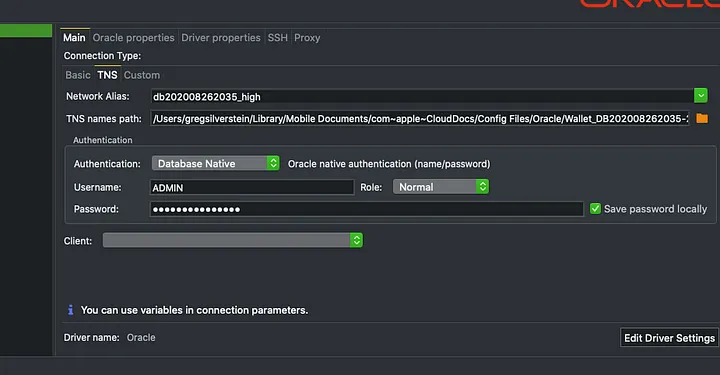 ORACLE
Main Oracle properties Driver properties SSH Proxy
Connection Type:
Basic TNS Custom
Network Alias: db202008262035_high
TNS names path: /Users/gregsilverstein/Library/Mobile Documents/com~apple~CloudDocs/Config Files/Oracle/Wallet_DB202008262035-
Authentication
Authentication: Database Native Oracle native authentication (name/password)
Username: ADMIN Role: Normal
Password: ••••••••••••••• Save password locally
Client:
i You can use variables in connection parameters.
Driver name: Oracle Edit Driver Settings